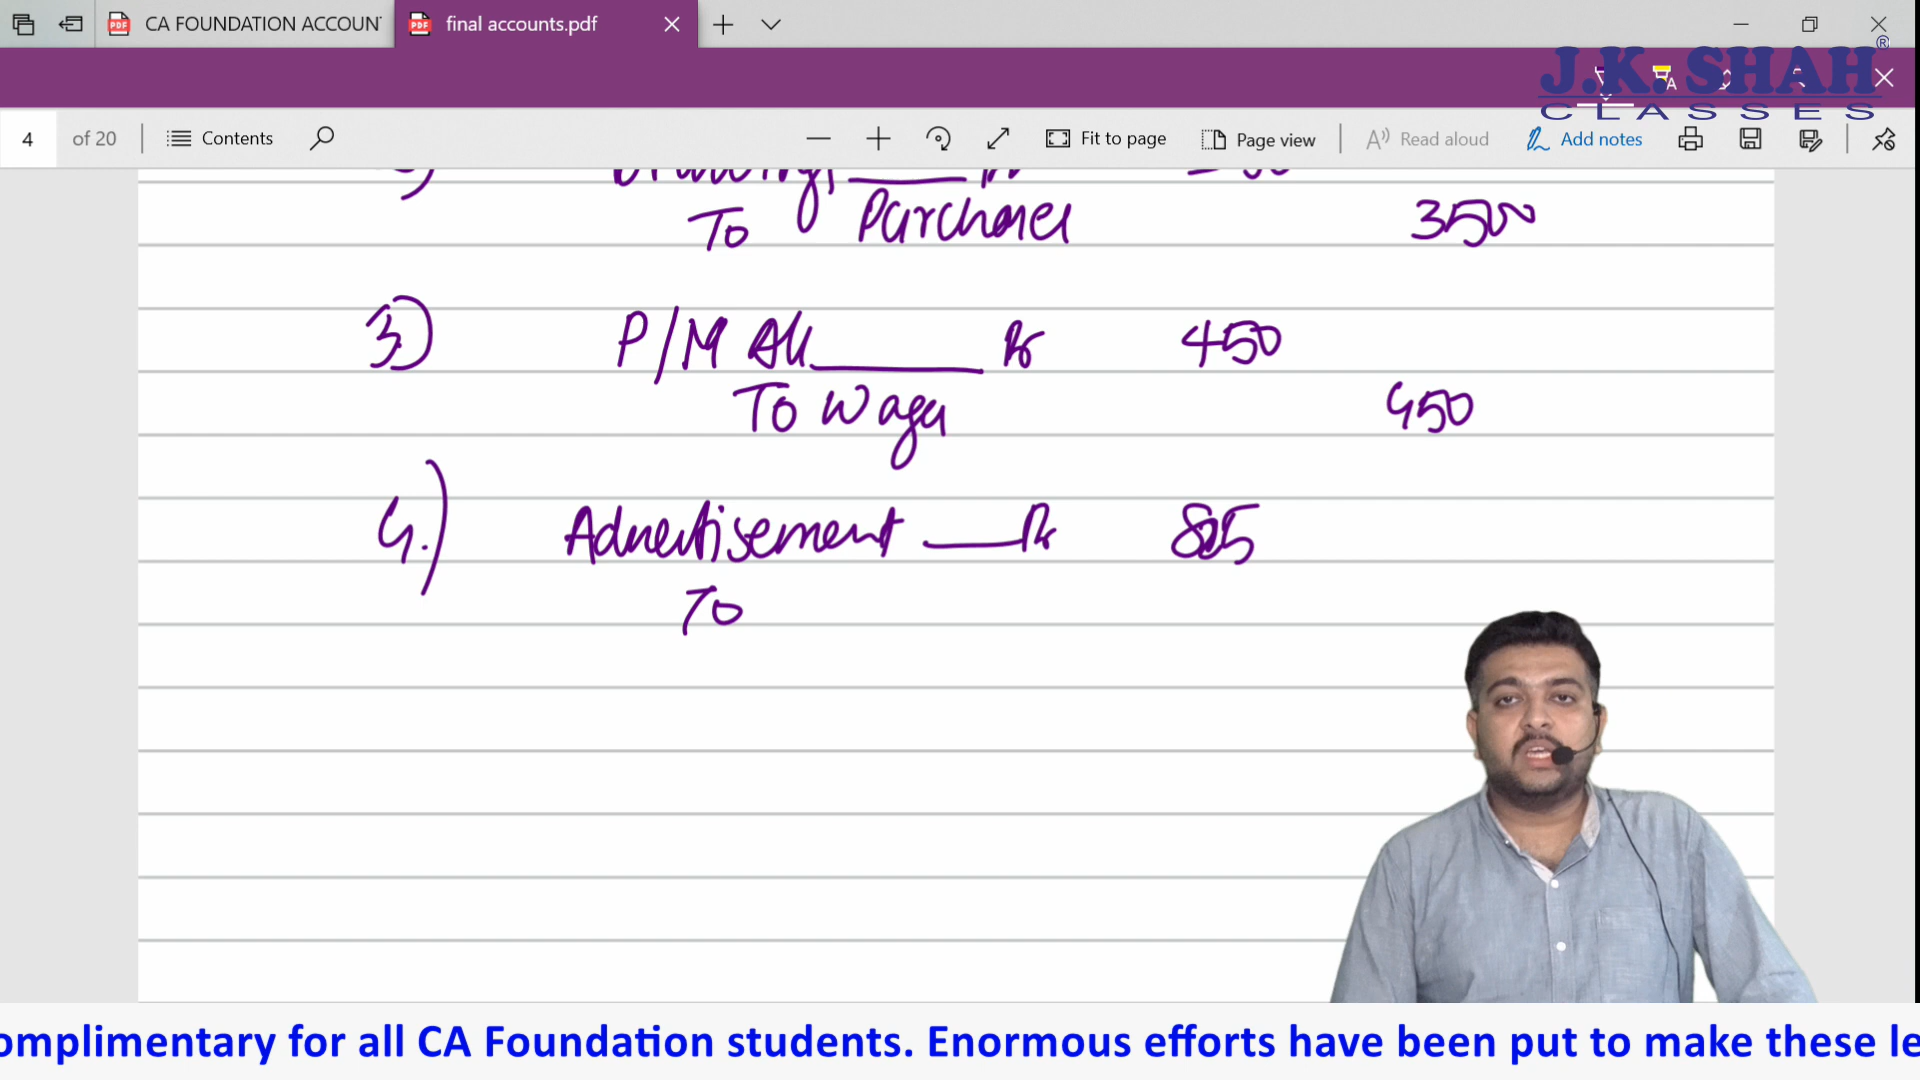 CA FOUNDATION ACCOUN
final accounts.pdf
J.K. SHAH®
CLASSES
4 of 20 Contents Fit to page Page view Read aloud Add notes
To Purchases 3500
3) P/M A/c Dr 450
To Wages 450
4.) Advertisement Dr 825
To
omplimentary for all CA Foundation students. Enormous efforts have been put to make these le